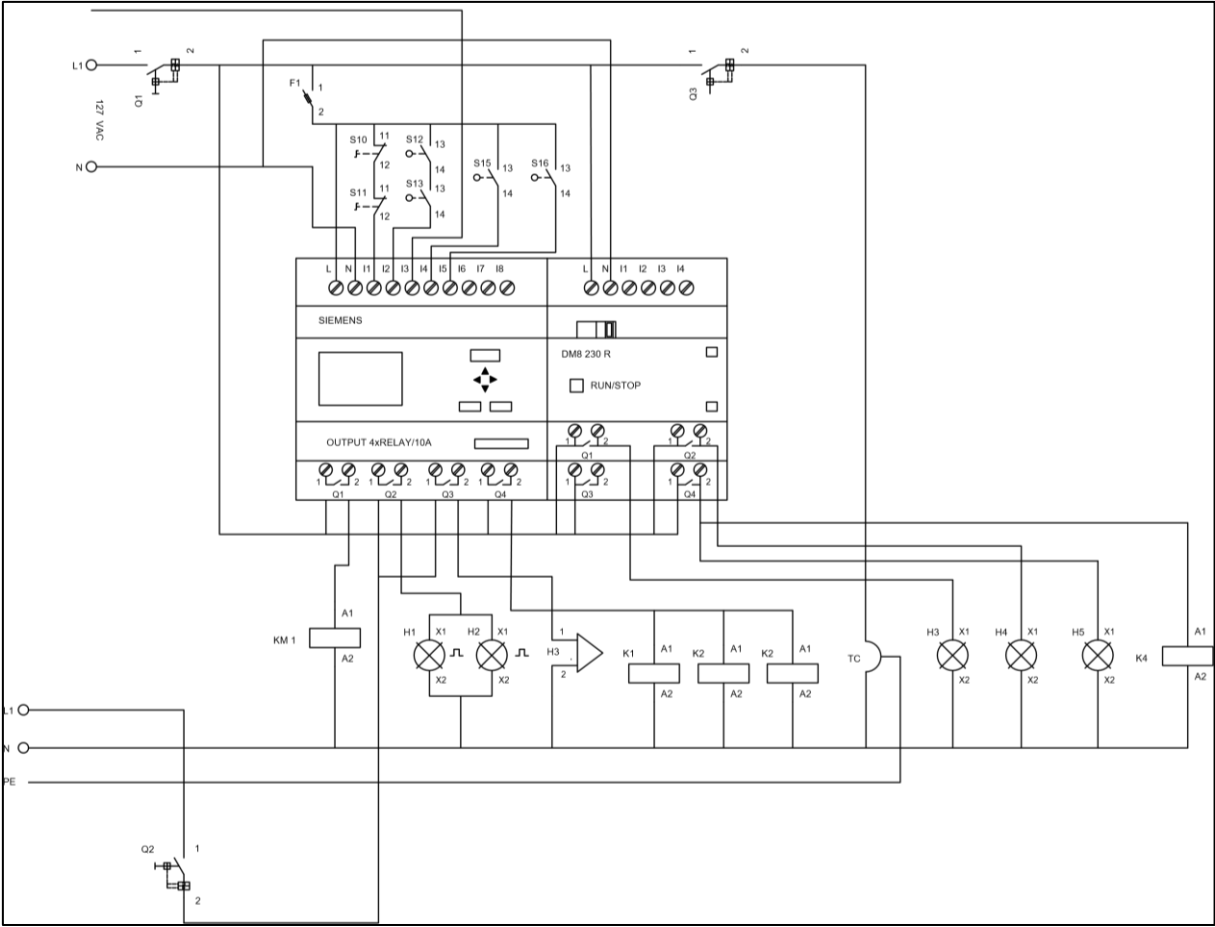 1 2
L1
Q1
127 VAC
N
1 2
Q3
F1 1
2
S10 11
12
S12 13
14
S11 11
12
S13 13
14
S15 13
14
S16 13
14
L N I1 I2 I3 I4 I5 I6 I7 I8
L N I1 I2 I3 I4
SIEMENS
DM8 230 R
RUN/STOP
OUTPUT 4xRELAY/10A
1 2
Q1
1 2
Q2
1 2
Q1
1 2
Q2
1 2
Q3
1 2
Q4
1 2
Q3
1 2
Q4
KM 1 A1
A2
H1 X1
X2
H2 X1
X2
1
H3
2
K1 A1
A2
K2 A1
A2
K2 A1
A2
TC
H3 X1
X2
H4 X1
X2
H5 X1
X2
K4 A1
A2
L1
N
PE
Q2 1
2